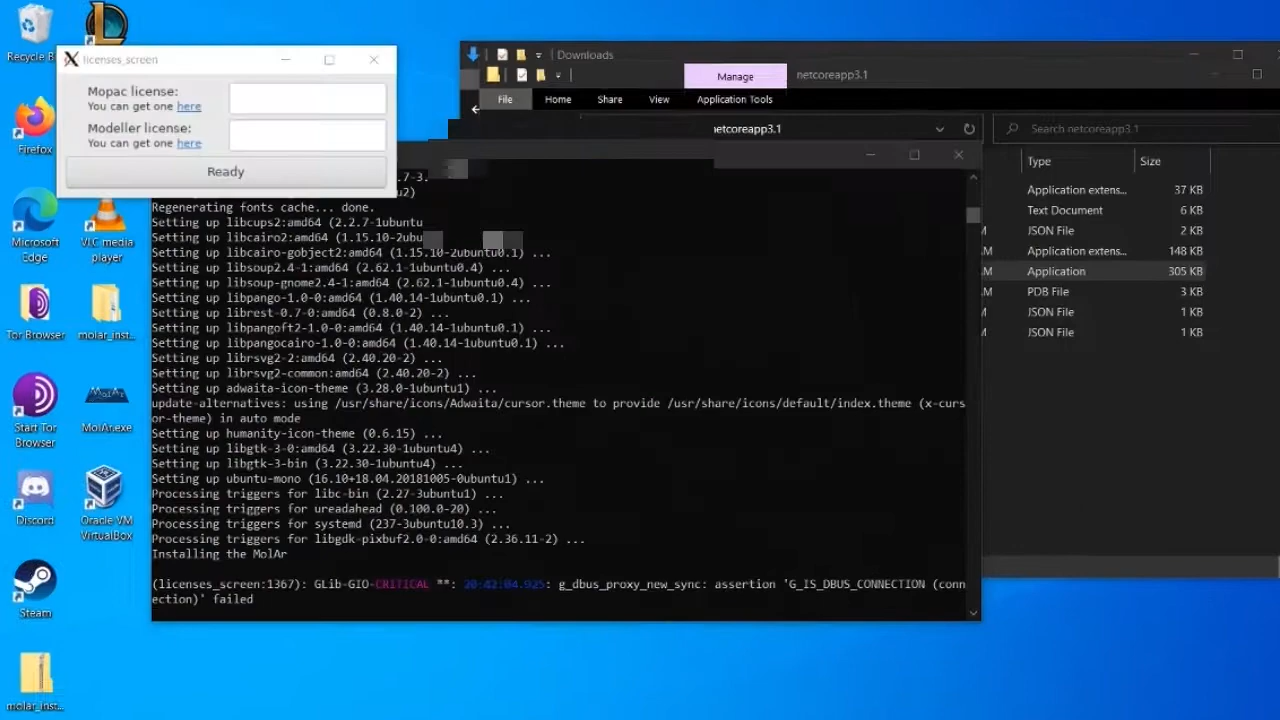 Recycle B
Firefox
Microsoft
Edge
VLC media
player
Tor Browser
molar_inst...
Start Tor
Browser
MolAr
MolAr.exe
Discord
Oracle VM
VirtualBox
Steam
molar_inst...
licenses_screen
Mopac license:
You can get one here
Modeller license:
You can get one here
Ready
Downloads
Manage
netcoreapp3.1
File
Home
Share
View
Application Tools
netcoreapp3.1
Search netcoreapp3.1
Type
Size
Application extens...
37 KB
Text Document
6 KB
JSON File
2 KB
M
Application extens...
148 KB
M
Application
305 KB
M
PDB File
3 KB
M
JSON File
1 KB
JSON File
1 KB
.7-3.
u2)
Regenerating fonts cache... done.
Setting up libcups2:amd64 (2.2.7-1ubuntu
Setting up libcairo2:amd64 (1.15.10-2ubu
Setting up libcairo-gobject2:amd64 (1.15.10-2ubuntu0.1) ...
Setting up libsoup2.4-1:amd64 (2.62.1-1ubuntu0.4) ...
Setting up libsoup-gnome2.4-1:amd64 (2.62.1-1ubuntu0.4) ...
Setting up libpango-1.0-0:amd64 (1.40.14-1ubuntu0.1) ...
Setting up librest-0.7-0:amd64 (0.8.0-2) ...
Setting up libpangoft2-1.0-0:amd64 (1.40.14-1ubuntu0.1) ...
Setting up libpangocairo-1.0-0:amd64 (1.40.14-1ubuntu0.1) ...
Setting up librsvg2-2:amd64 (2.40.20-2) ...
Setting up librsvg2-common:amd64 (2.40.20-2) ...
Setting up adwaita-icon-theme (3.28.0-1ubuntu1) ...
update-alternatives: using /usr/share/icons/Adwaita/cursor.theme to provide /usr/share/icons/default/index.theme (x-curs
or-theme) in auto mode
Setting up humanity-icon-theme (0.6.15) ...
Setting up libgtk-3-0:amd64 (3.22.30-1ubuntu4) ...
Setting up libgtk-3-bin (3.22.30-1ubuntu4) ...
Setting up ubuntu-mono (16.10+18.04.20181005-0ubuntu1) ...
Processing triggers for libc-bin (2.27-3ubuntu1) ...
Processing triggers for ureadahead (0.100.0-20) ...
Processing triggers for systemd (237-3ubuntu10.3) ...
Processing triggers for libgdk-pixbuf2.0-0:amd64 (2.36.11-2) ...
Installing the MolAr
(licenses_screen:1367): GLib-GIO-CRITICAL **: 20:42:04.925: g_dbus_proxy_new_sync: assertion 'G_IS_DBUS_CONNECTION (conn
ection)' failed